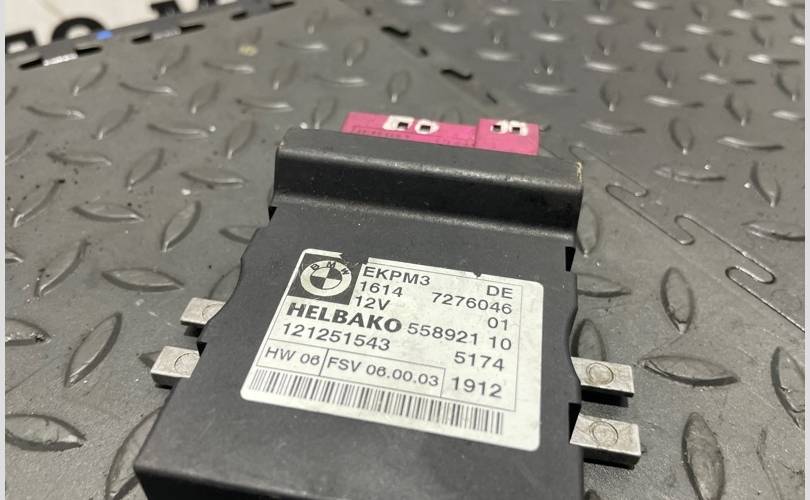 BMW
EKPM3 DE
1614 7276046
12V 01
HELBAKO 558921 10
121251543 5174
HW 06 FSV 06.00.03 1912